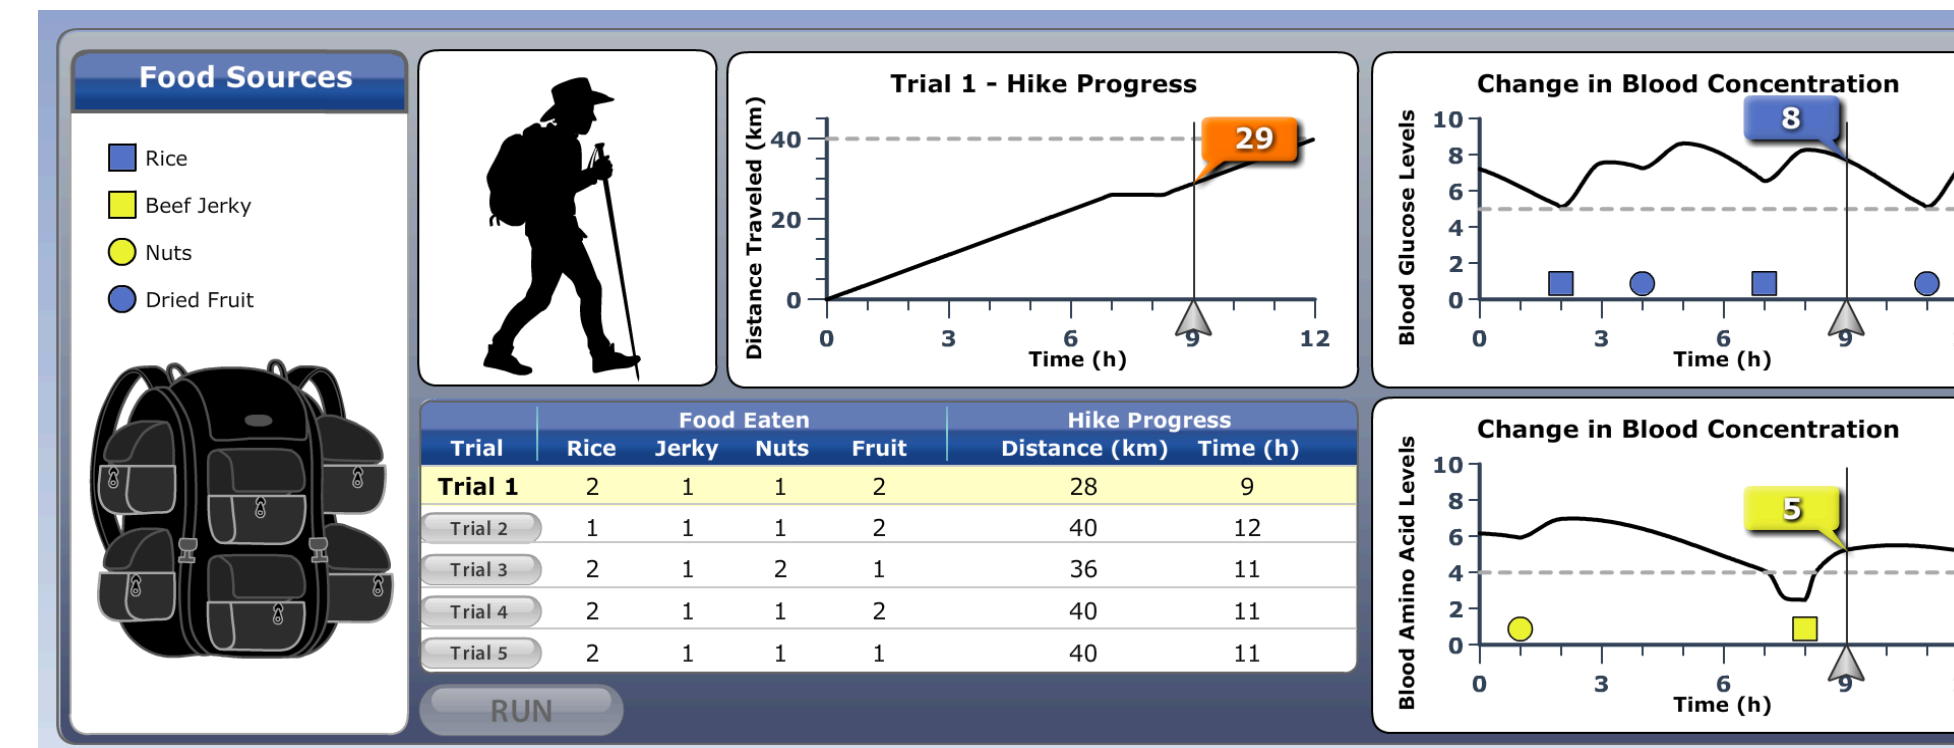 Food Sources
Rice
Beef Jerky
Nuts
Dried Fruit
Trial 1 - Hike Progress
Distance Traveled (km)
40
20
0
29
0 3 6 9 12
Time (h)
Change in Blood Concentration
Blood Glucose Levels
10
8
6
4
2
0
8
0 3 6 9
Time (h)
Food Eaten Hike Progress
Trial Rice Jerky Nuts Fruit Distance (km) Time (h)
Trial 1 2 1 1 2 28 9
Trial 2 1 1 1 2 40 12
Trial 3 2 1 2 1 36 11
Trial 4 2 1 1 2 40 11
Trial 5 2 1 1 1 40 11
RUN
Change in Blood Concentration
Blood Amino Acid Levels
10
8
6
4
2
0
5
0 3 6 9
Time (h)